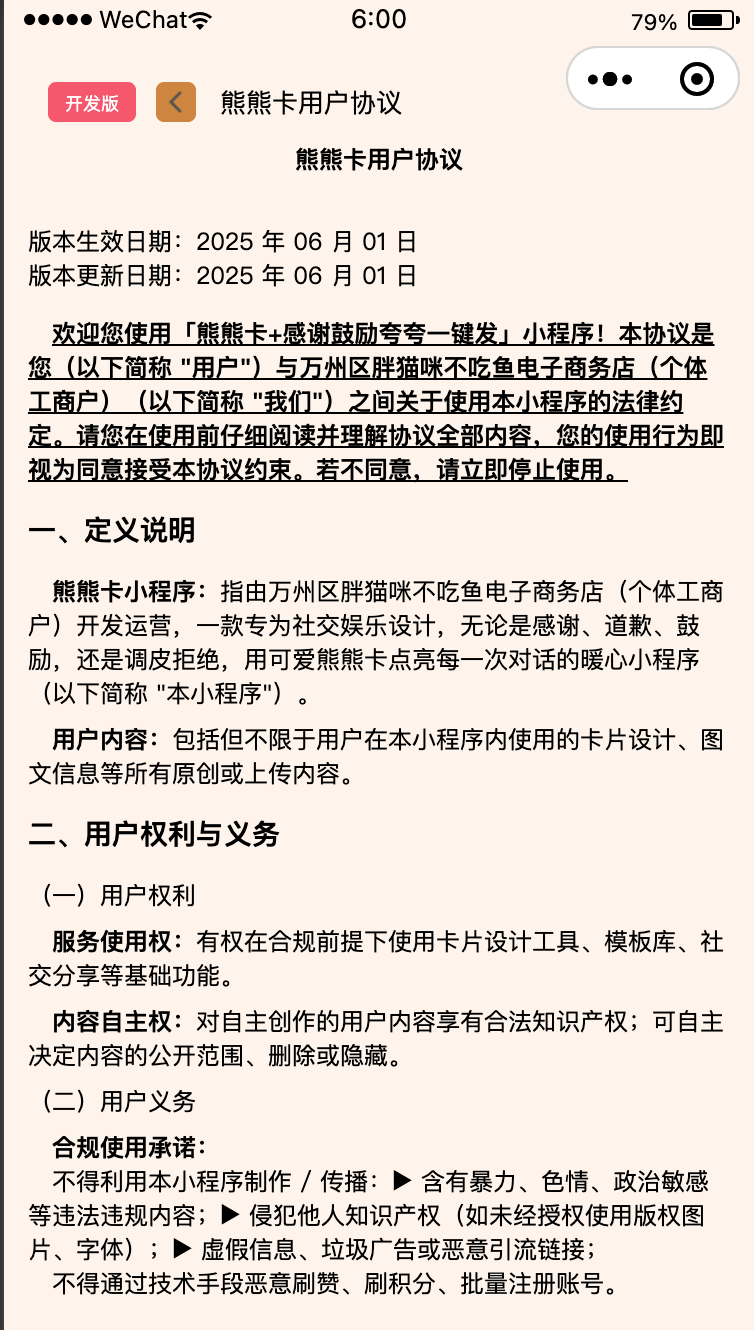 ●●●●● WeChat 6:00 79%
开发版 熊熊卡用户协议
熊熊卡用户协议
版本生效日期：2025 年 06 月 01 日
版本更新日期：2025 年 06 月 01 日
欢迎您使用「熊熊卡+感谢鼓励夸夸一键发」小程序！本协议是
您（以下简称 "用户"）与万州区胖猫咪不吃鱼电子商务店（个体
工商户）（以下简称 "我们"）之间关于使用本小程序的法律约
定。请您在使用前仔细阅读并理解协议全部内容，您的使用行为即
视为同意接受本协议约束。若不同意，请立即停止使用。
一、定义说明
熊熊卡小程序：指由万州区胖猫咪不吃鱼电子商务店（个体工商
户）开发运营，一款专为社交娱乐设计，无论是感谢、道歉、鼓
励，还是调皮拒绝，用可爱熊熊卡点亮每一次对话的暖心小程序
（以下简称 "本小程序"）。
用户内容：包括但不限于用户在本小程序内使用的卡片设计、图
文信息等所有原创或上传内容。
二、用户权利与义务
（一）用户权利
服务使用权：有权在合规前提下使用卡片设计工具、模板库、社
交分享等基础功能。
内容自主权：对自主创作的用户内容享有合法知识产权；可自主
决定内容的公开范围、删除或隐藏。
（二）用户义务
合规使用承诺：
不得利用本小程序制作 / 传播：▶ 含有暴力、色情、政治敏感
等违法违规内容；▶ 侵犯他人知识产权（如未经授权使用版权图
片、字体）；▶ 虚假信息、垃圾广告或恶意引流链接；
不得通过技术手段恶意刷赞、刷积分、批量注册账号。